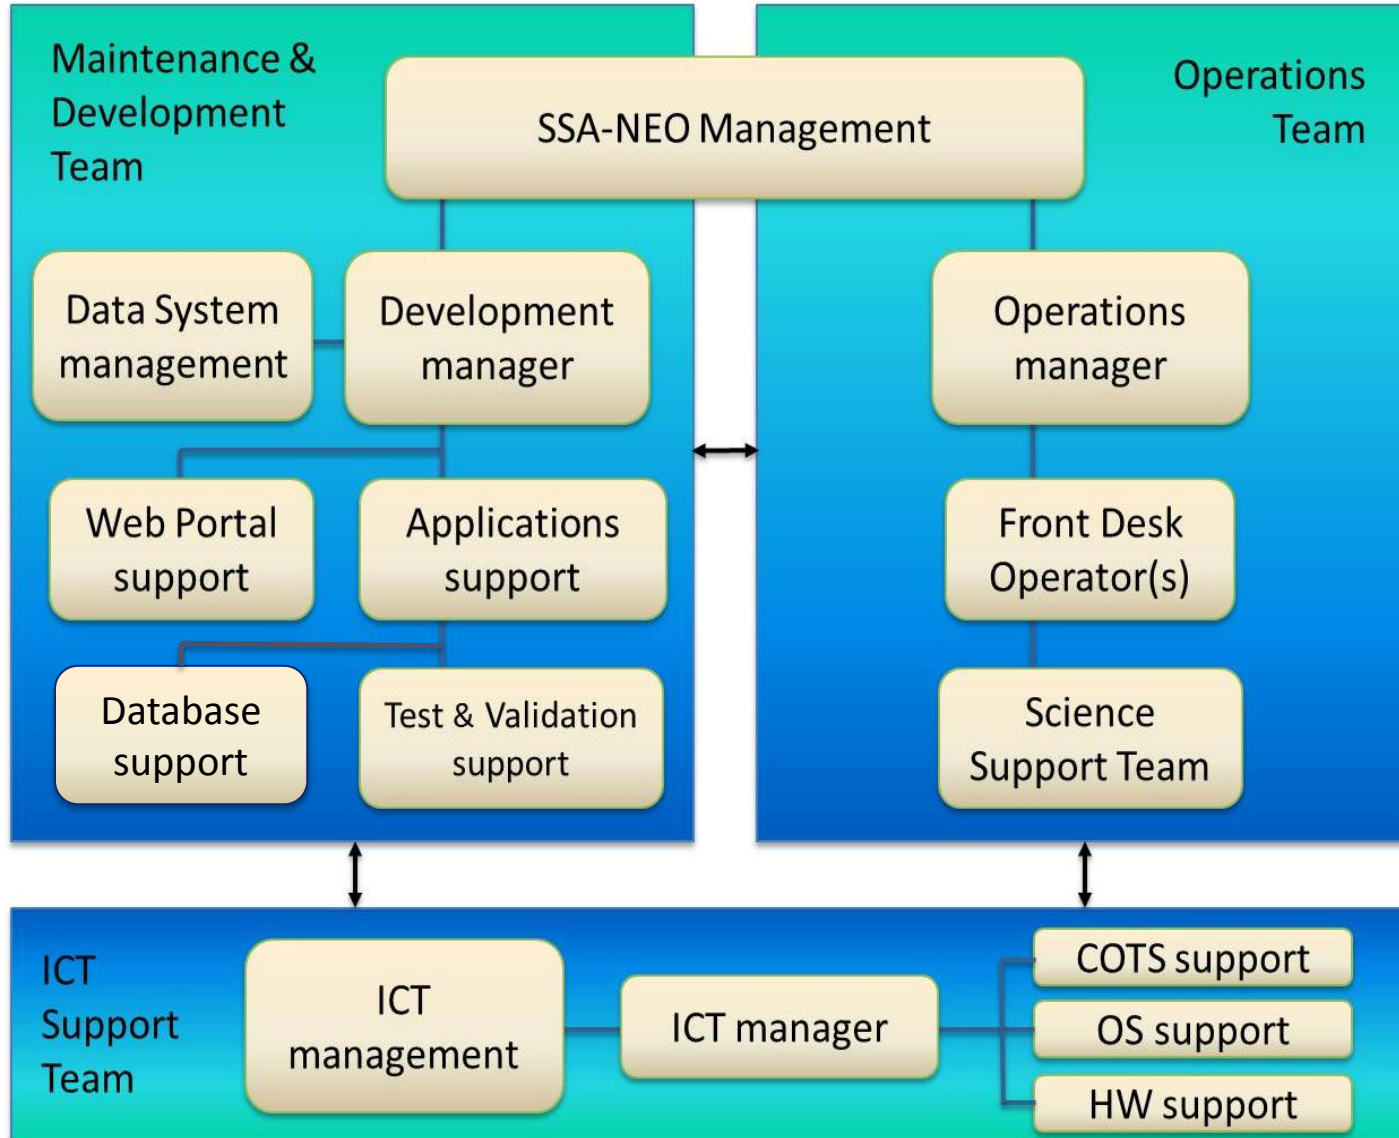 Maintenance &
Development
Team
SSA-NEO Management
Operations
Team
Data System
management
Development
manager
Operations
manager
Web Portal
support
Applications
support
Front Desk
Operator(s)
Database
support
Test & Validation
support
Science
Support Team
ICT
Support
Team
ICT
management
ICT manager
COTS support
OS support
HW support